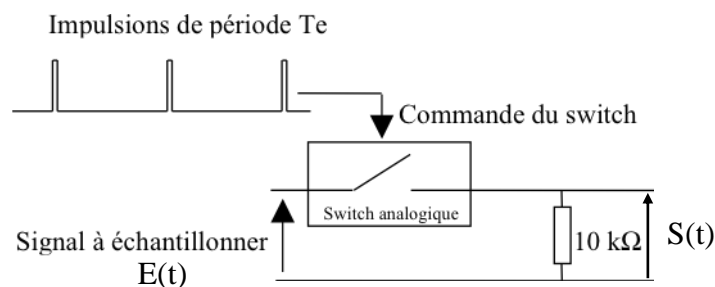 Impulsions de période Te
Commande du switch
Switch analogique
Signal à échantillonner
E(t)
10 kΩ
S(t)